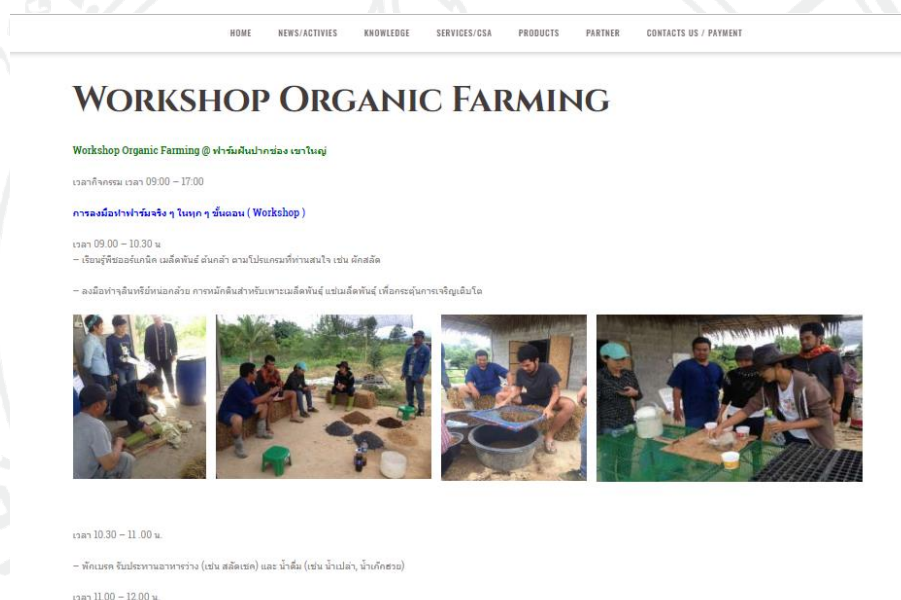 HOME NEWS/ACTIVIES KNOWLEDGE SERVICES/CSA PRODUCTS PARTNER CONTACTS US / PAYMENT
WORKSHOP ORGANIC FARMING
Workshop Organic Farming @ ฟาร์มฝันปากช่อง เขาใหญ่
เวลากิจกรรม เวลา 09:00 – 17:00
การลงมือทำฟาร์มจริง ๆ ในทุก ๆ ขั้นตอน ( Workshop )
เวลา 09.00 – 10.30 น
– เรียนรู้พืชออร์แกนิค เมล็ดพันธ์ ต้นกล้า ตามโปรแกรมที่ท่านสนใจ เช่น ผักสลัด
– ลงมือทำจุลินทรีย์หน่อกล้วย การหมักดินสำหรับเพาะเมล็ดพันธุ์ แช่เมล็ดพันธุ์ เพื่อกระตุ้นการเจริญเติบโต
เวลา 10.30 – 11 .00 น.
– พักเบรค รับประทานอาหารว่าง (เช่น สลัดเชค) และ น้ำดื่ม (เช่น น้ำเปล่า, น้ำเก๊กฮวย)
เวลา 11.00 – 12.00 น.